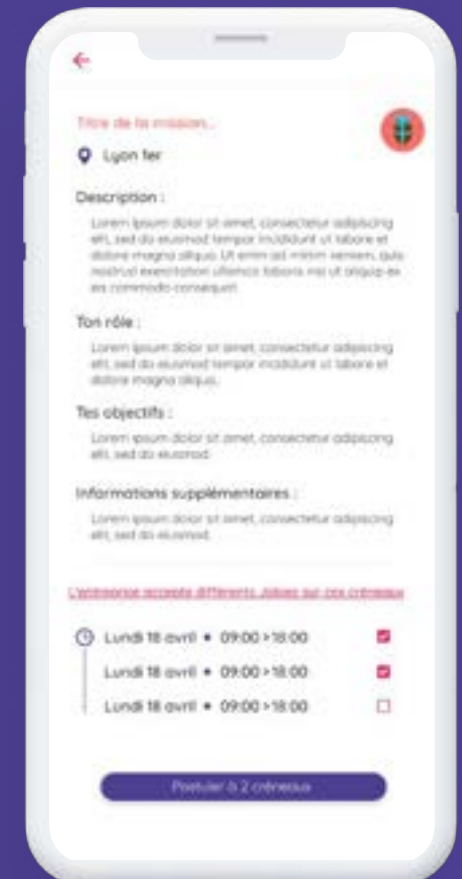 Titre de la mission...
Lyon 1er
Description :
Lorem ipsum dolor sit amet, consectetur adipiscing
elit, sed do eiusmod tempor incididunt ut labore et
dolore magna aliqua. Ut enim ad minim veniam, quis
nostrud exercitation ullamco laboris nisi ut aliquip ex
ea commodo consequat.
Ton rôle :
Lorem ipsum dolor sit amet, consectetur adipiscing
elit, sed do eiusmod tempor incididunt ut labore et
dolore magna aliqua.
Tes objectifs :
Lorem ipsum dolor sit amet, consectetur adipiscing
elit, sed do eiusmod.
Informations supplémentaires :
Lorem ipsum dolor sit amet, consectetur adipiscing
elit, sed do eiusmod.
L'entreprise accepte différents sur ces créneaux
Lundi 18 avril • 09:00 > 18:00
Lundi 18 avril • 09:00 > 18:00
Lundi 18 avril • 09:00 > 18:00
Postuler à 2 créneaux